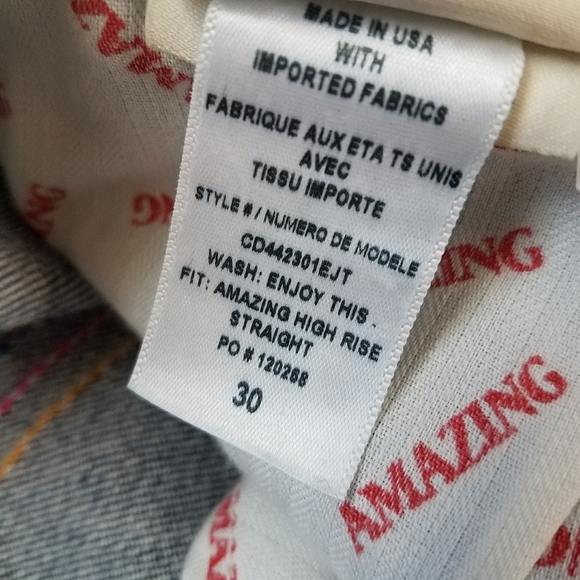 MADE IN USA
WITH
IMPORTED FABRICS
FABRIQUE AUX ETA TS UNIS
AVEC
TISSU IMPORTE
STYLE # / NUMERO DE MODELE
CD442301EJT
WASH: ENJOY THIS .
FIT: AMAZING HIGH RISE
STRAIGHT
PO # 120268
30
AMAZING
AMAZING